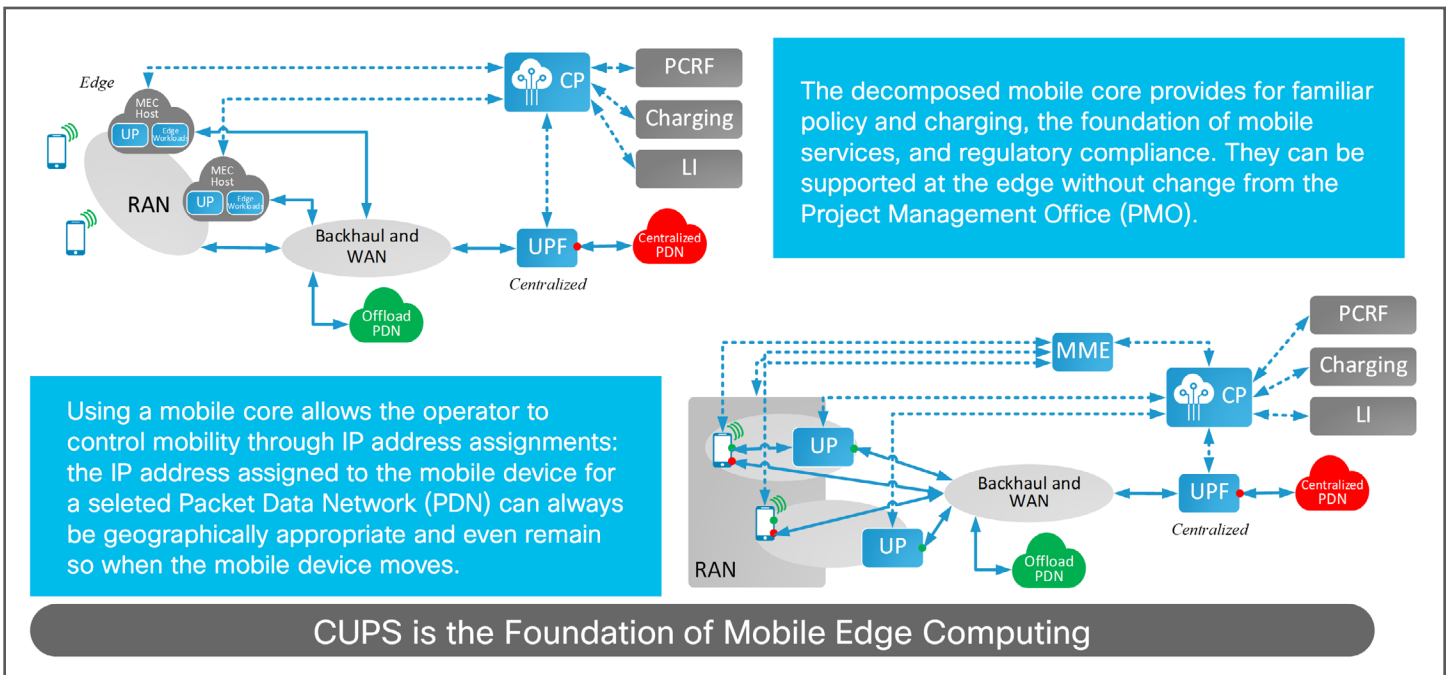 Edge
MEC
Host
UP
Edge
Workloads
MEC
Host
UP
Edge
Workloads
RAN
Backhaul and
WAN
Offload
PDN
CP
PCRF
Charging
LI
UPF
Centralized
Centralized
PDN
The decomposed mobile core provides for familiar
policy and charging, the foundation of mobile
services, and regulatory compliance. They can be
supported at the edge without change from the
Project Management Office (PMO).
Using a mobile core allows the operator to
control mobility through IP address assignments:
the IP address assigned to the mobile device for
a seleted Packet Data Network (PDN) can always
be geographically appropriate and even remain
so when the mobile device moves.
MME
CP
PCRF
Charging
LI
UP
UP
RAN
Backhaul and
WAN
Offload
PDN
UPF
Centralized
Centralized
PDN
CUPS is the Foundation of Mobile Edge Computing